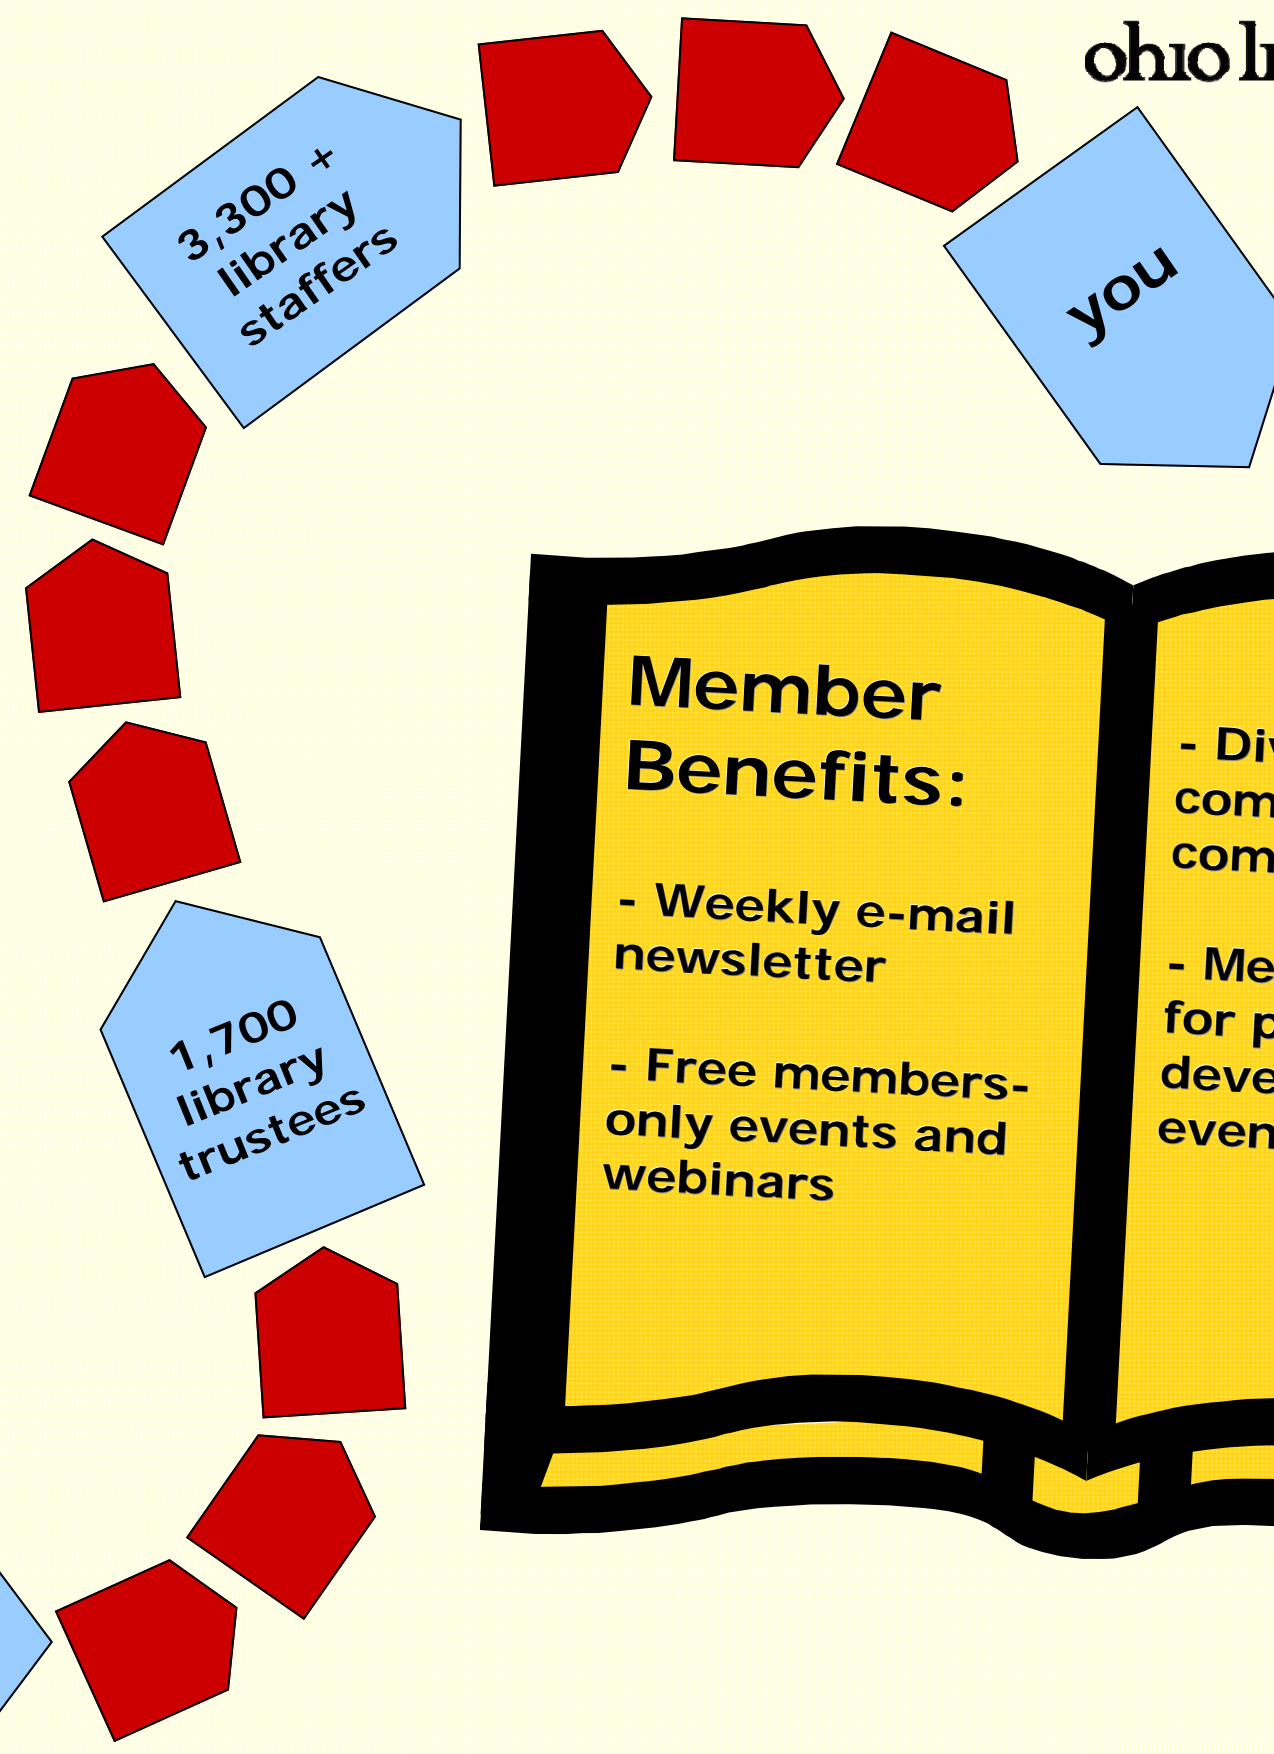 ohio
3,300 +
library
staffers
you
Member
Benefits:
- Weekly e-mail
newsletter
- Free members-
only events and
webinars
1,700
library
trustees
-
-
for